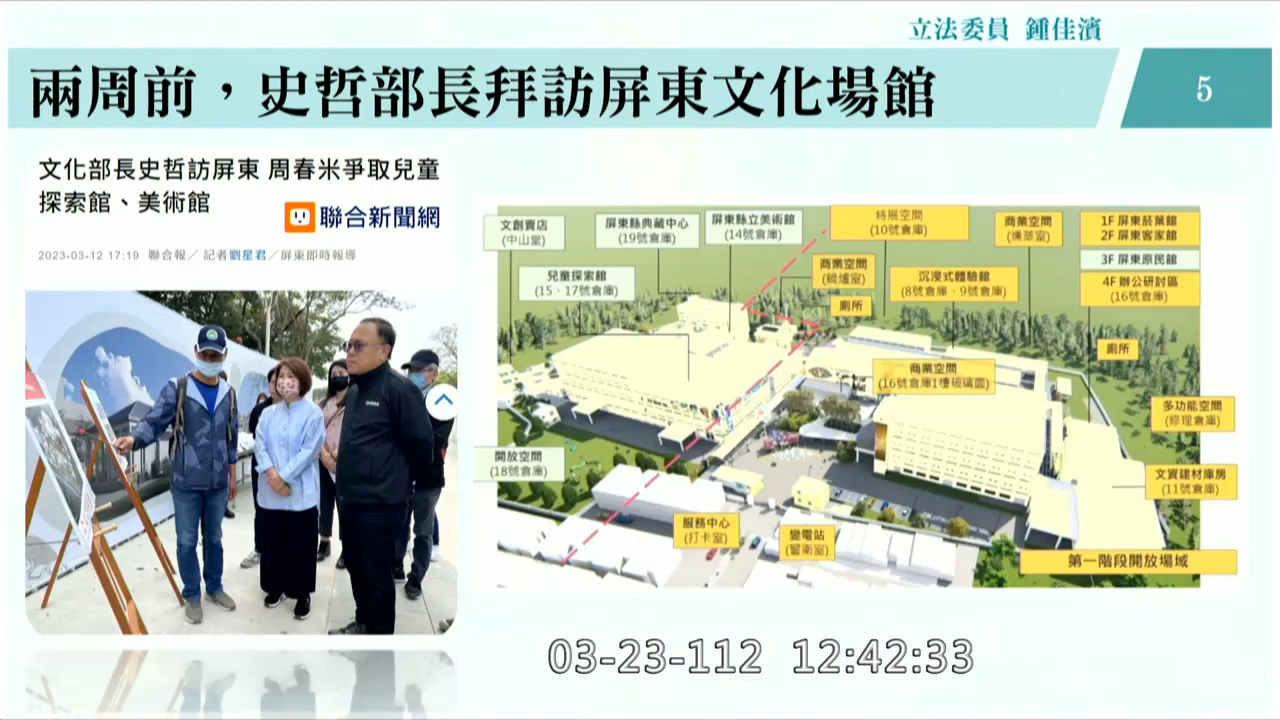 立法委員 鍾佳濱
兩周前，史哲部長拜訪屏東文化場館
5
文化部長史哲訪屏東 周春米爭取兒童
探索館、美術館
聯合新聞網
2023-03-12 17:19 聯合報／ 記者劉星君／屏東即時報導
文創賣店
(中山堂)
屏東縣典藏中心
(19號倉庫)
屏東縣立美術館
(14號倉庫)
特展空間
(10號倉庫)
商業空間
(燻蒸室)
1F 屏東菸葉館
2F 屏東客家館
3F 屏東原民館
4F 辦公研討區
(16號倉庫)
兒童探索館
(15、17號倉庫)
商業空間
(鍋爐室)
廁所
沉浸式體驗館
(8號倉庫、9號倉庫)
廁所
商業空間
(16號倉庫1樓玻璃面)
多功能空間
(修理倉庫)
開放空間
(18號倉庫)
文資建材庫房
(11號倉庫)
服務中心
(打卡室)
變電站
(警衛室)
第一階段開放場域
03-23-112 12:42:33